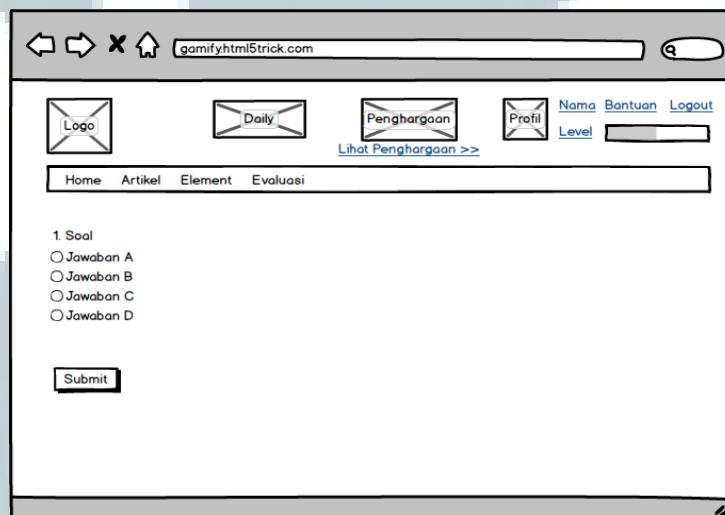 gamify.html5trick.com
Logo
Daily
Penghargaan
Lihat Penghargaan >>
Profil
Nama Bantuan Logout
Level
Home Artikel Element Evaluasi
1. Soal
Jawaban A
Jawaban B
Jawaban C
Jawaban D
Submit